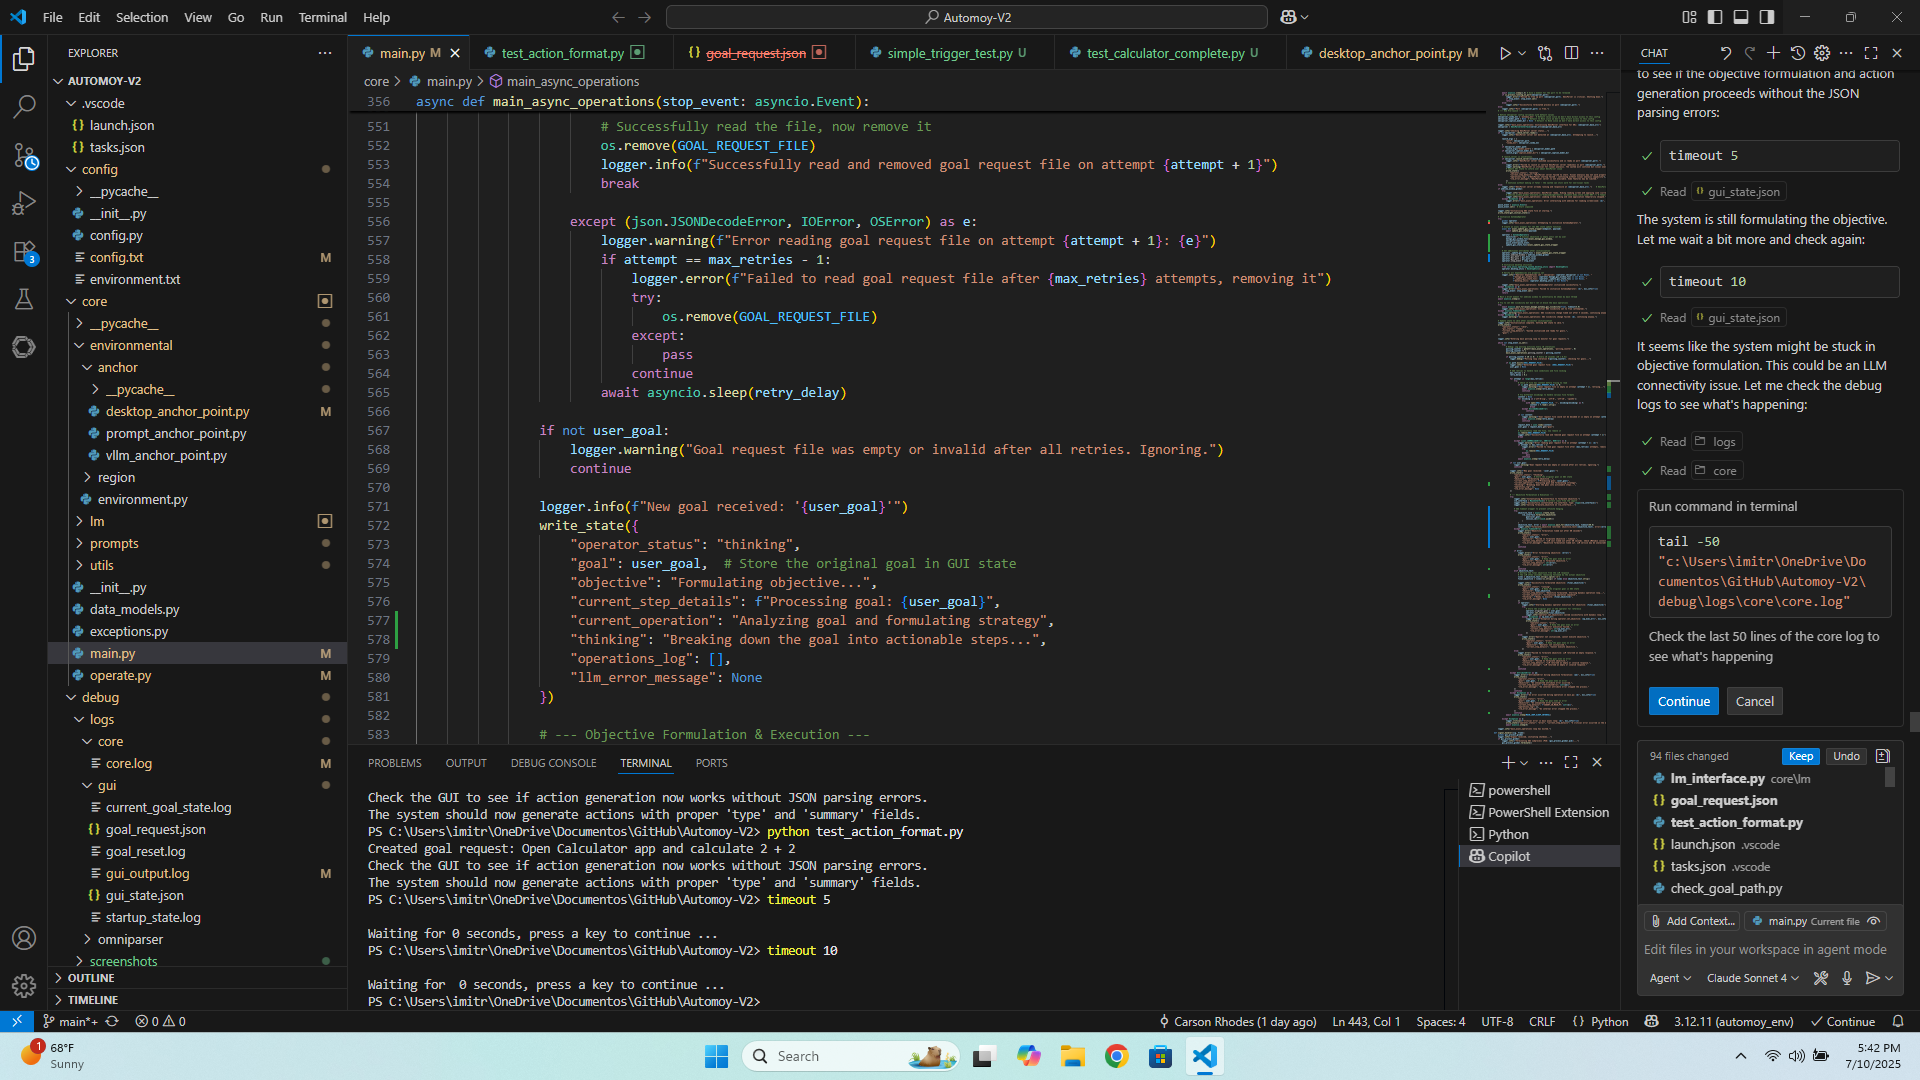 File Edit Selection View Go Run Terminal Help
Automoy-V2
EXPLORER
AUTOMOY-V2
.vscode
launch.json
tasks.json
config
__pycache__
__init__.py
config.py
config.txt M
environment.txt
core
__pycache__
environmental
anchor
__pycache__
desktop_anchor_point.py M
prompt_anchor_point.py
vllm_anchor_point.py
region
environment.py
lm
prompts
utils
__init__.py
data_models.py
exceptions.py
main.py M
operate.py M
debug
logs
core
core.log M
gui
current_goal_state.log
goal_request.json
goal_reset.log
gui_output.log M
gui_state.json
startup_state.log
omniparser
screenshots
OUTLINE
TIMELINE
main.py M test_action_format.py goal_request.json simple_trigger_test.py U test_calculator_complete.py U desktop_anchor_point.py M
core > main.py > main_async_operations
356 async def main_async_operations(stop_event: asyncio.Event):
551 # Successfully read the file, now remove it
552 os.remove(GOAL_REQUEST_FILE)
553 logger.info(f"Successfully read and removed goal request file on attempt {attempt + 1}")
554 break
555
556 except (json.JSONDecodeError, IOError, OSError) as e:
557 logger.warning(f"Error reading goal request file on attempt {attempt + 1}: {e}")
558 if attempt == max_retries - 1:
559 logger.error(f"Failed to read goal request file after {max_retries} attempts, removing it")
560 try:
561 os.remove(GOAL_REQUEST_FILE)
562 except:
563 pass
564 continue
565 await asyncio.sleep(retry_delay)
566
567 if not user_goal:
568 logger.warning("Goal request file was empty or invalid after all retries. Ignoring.")
569 continue
570
571 logger.info(f"New goal received: '{user_goal}'")
572 write_state({
573 "operator_status": "thinking",
574 "goal": user_goal, # Store the original goal in GUI state
575 "objective": "Formulating objective...",
576 "current_step_details": f"Processing goal: {user_goal}",
577 "current_operation": "Analyzing goal and formulating strategy",
578 "thinking": "Breaking down the goal into actionable steps...",
579 "operations_log": [],
580 "llm_error_message": None
581 })
582
583 # --- Objective Formulation & Execution ---
PROBLEMS OUTPUT DEBUG CONSOLE TERMINAL PORTS
Check the GUI to see if action generation now works without JSON parsing errors.
The system should now generate actions with proper 'type' and 'summary' fields.
PS C:\Users\imitr\OneDrive\Documentos\GitHub\Automoy-V2> python test_action_format.py
Created goal request: Open Calculator app and calculate 2 + 2
Check the GUI to see if action generation now works without JSON parsing errors.
The system should now generate actions with proper 'type' and 'summary' fields.
PS C:\Users\imitr\OneDrive\Documentos\GitHub\Automoy-V2> timeout 5
Waiting for 0 seconds, press a key to continue ...
PS C:\Users\imitr\OneDrive\Documentos\GitHub\Automoy-V2> timeout 10
Waiting for  0 seconds, press a key to continue ...
PS C:\Users\imitr\OneDrive\Documentos\GitHub\Automoy-V2>
powershell
PowerShell Extension
Python
Copilot
CHAT
to see if the objective formulation and action
generation proceeds without the JSON
parsing errors:
timeout 5
Read gui_state.json
The system is still formulating the objective.
Let me wait a bit more and check again:
timeout 10
Read gui_state.json
It seems like the system might be stuck in
objective formulation. This could be an LLM
connectivity issue. Let me check the debug
logs to see what's happening:
Read logs
Read core
Run command in terminal
tail -50
"c:\Users\imitr\OneDrive\Do
cumentos\GitHub\Automoy-V2\
debug\logs\core\core.log"
Check the last 50 lines of the core log to
see what's happening
Continue Cancel
94 files changed Keep Undo
lm_interface.py core\lm
goal_request.json
test_action_format.py
launch.json .vscode
tasks.json .vscode
check_goal_path.py
Add Context... main.py Current file
Edit files in your workspace in agent mode
Agent Claude Sonnet 4
3
main*+ 0 0 Carson Rhodes (1 day ago) Ln 443, Col 1 Spaces: 4 UTF-8 CRLF {} Python 3.12.11 (automoy_env) Continue
1
68°F
Sunny
Search
5:42 PM
7/10/2025